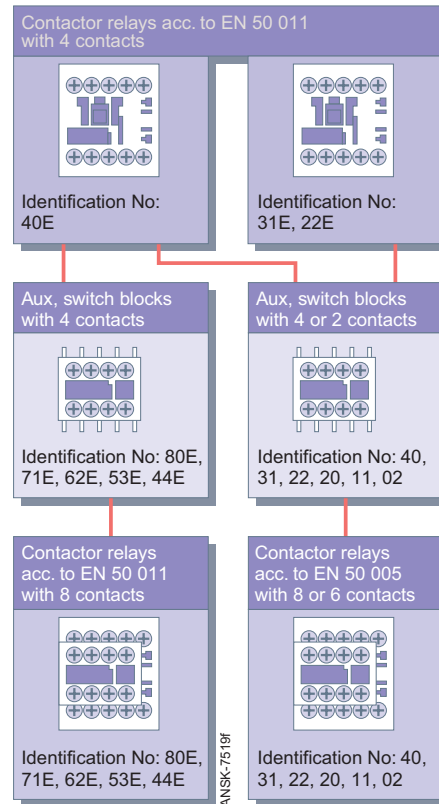 Contactor relays acc. to EN 50 011
with 4 contacts
Identification No:
40E
Identification No:
31E, 22E
Aux, switch blocks
with 4 contacts
Identification No: 80E,
71E, 62E, 53E, 44E
Aux, switch blocks
with 4 or 2 contacts
Identification No: 40,
31, 22, 20, 11, 02
Contactor relays
acc. to EN 50 011
with 8 contacts
Identification No: 80E,
71E, 62E, 53E, 44E
Contactor relays
acc. to EN 50 005
with 8 or 6 contacts
Identification No: 40,
31, 22, 20, 11, 02
ANSK-7519f